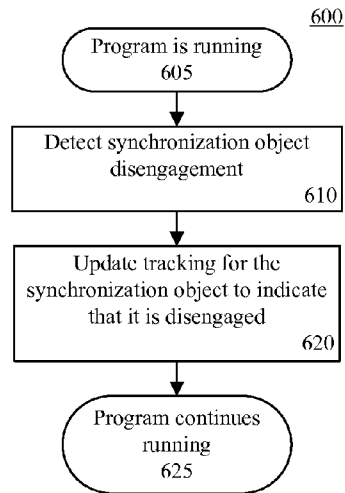 600
Program is running
605
Detect synchronization object
disengagement
610
Update tracking for the
synchronization object to indicate
that it is disengaged
620
Program continues
running
625